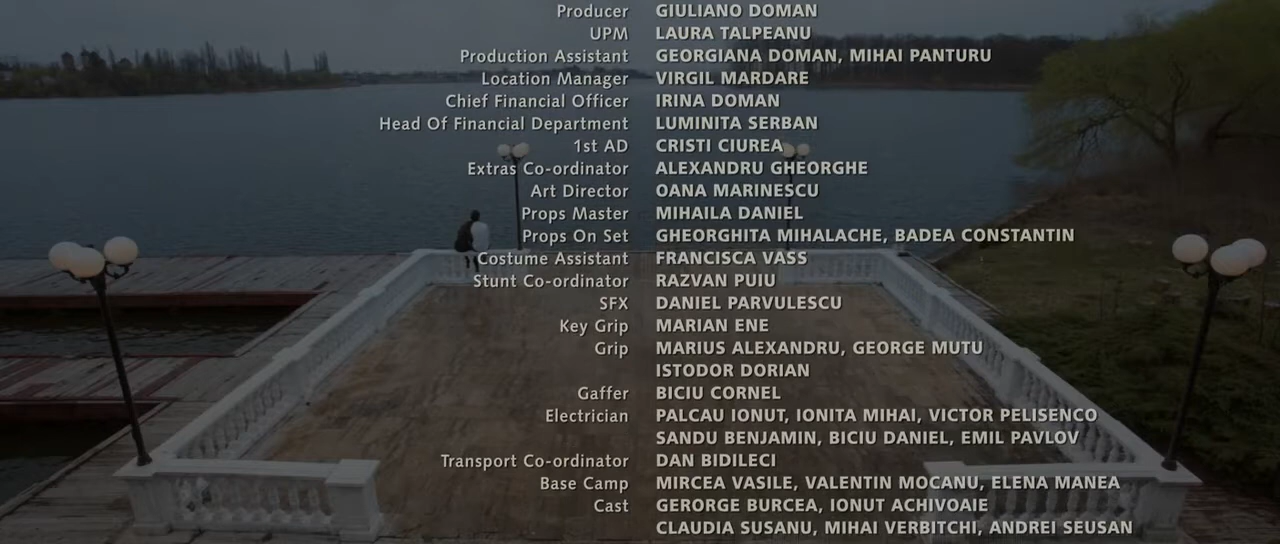 Producer GIULIANO DOMAN
UPM LAURA TALPEANU
Production Assistant GEORGIANA DOMAN, MIHAI PANTURU
Location Manager VIRGIL MARDARE
Chief Financial Officer IRINA DOMAN
Head Of Financial Department LUMINITA SERBAN
1st AD CRISTI CIUREA
Extras Co-ordinator ALEXANDRU GHEORGHE
Art Director OANA MARINESCU
Props Master MIHAILA DANIEL
Props On Set GHEORGHITA MIHALACHE, BADEA CONSTANTIN
Costume Assistant FRANCISCA VASS
Stunt Co-ordinator RAZVAN PUIU
SFX DANIEL PARVULESCU
Key Grip MARIAN ENE
Grip MARIUS ALEXANDRU, GEORGE MUTU
ISTODOR DORIAN
Gaffer BICIU CORNEL
Electrician PALCAU IONUT, IONITA MIHAI, VICTOR PELISENCO
SANDU BENJAMIN, BICIU DANIEL, EMIL PAVLOV
Transport Co-ordinator DAN BIDILECI
Base Camp MIRCEA VASILE, VALENTIN MOCANU, ELENA MANEA
Cast GERORGE BURCEA, IONUT ACHIVOAIE
CLAUDIA SUSANU, MIHAI VERBITCHI, ANDREI SEUSAN